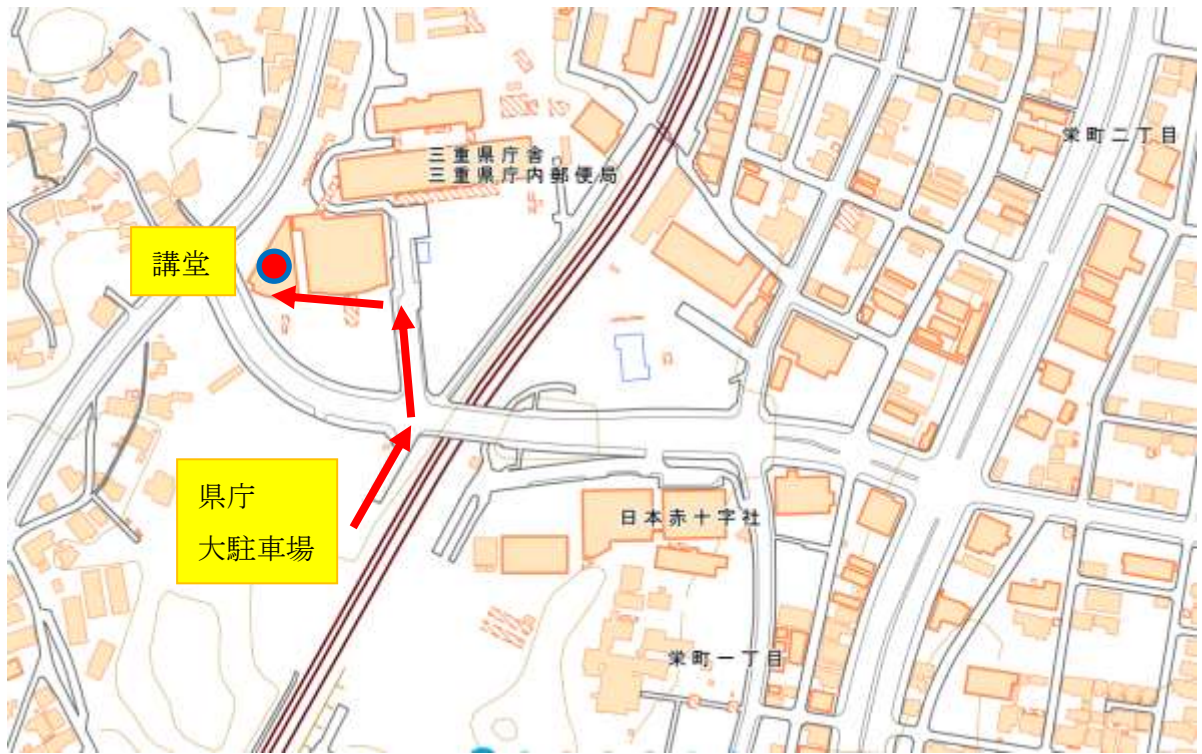 栄町二丁目
三重県庁舎
三重県庁内郵便局
講堂
県庁
大駐車場
日本赤十字社
栄町一丁目